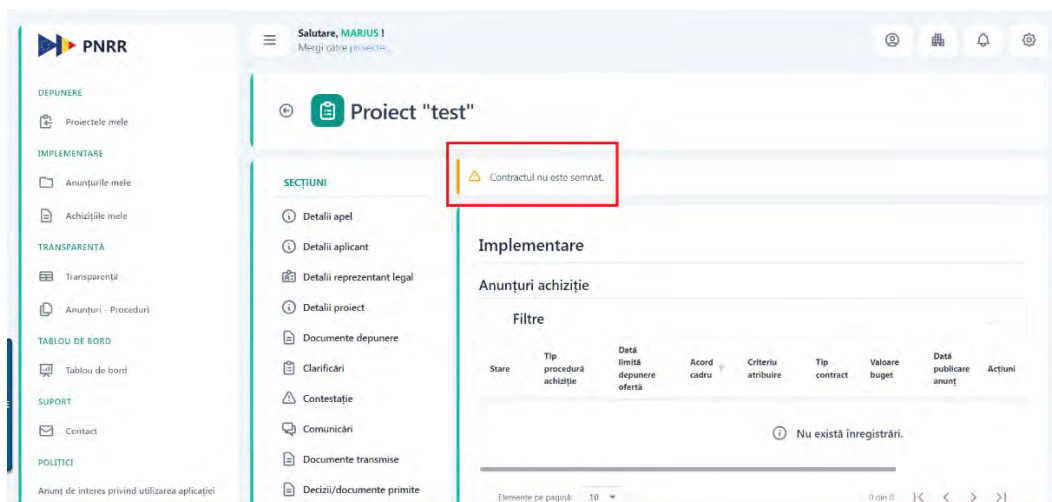 PNRR
Salutare, MARIUS !
Mergi către proiecte.
DEPUNERE
Proiectele mele
IMPLEMENTARE
Anunțurile mele
Achizițiile mele
TRANSPARENȚĂ
Transparență
Anunțuri - Proceduri
TABLOU DE BORD
Tablou de bord
SUPORT
Contact
POLITICI
Anunț de interes privind utilizarea aplicației
Proiect "test"
SECȚIUNI
Detalii apel
Detalii aplicant
Detalii reprezentant legal
Detalii proiect
Documente depunere
Clarificări
Contestație
Comunicări
Documente transmise
Decizii/documente primite
Contractul nu este semnat.
Implementare
Anunțuri achiziție
Filtre
Stare
Tip procedură achiziție
Dată limită depunere ofertă
Acord cadru
Criteriu atribuire
Tip contract
Valoare buget
Dată publicare anunț
Acțiuni
Nu există înregistrări.
Elemente pe pagină: 10
0 din 0